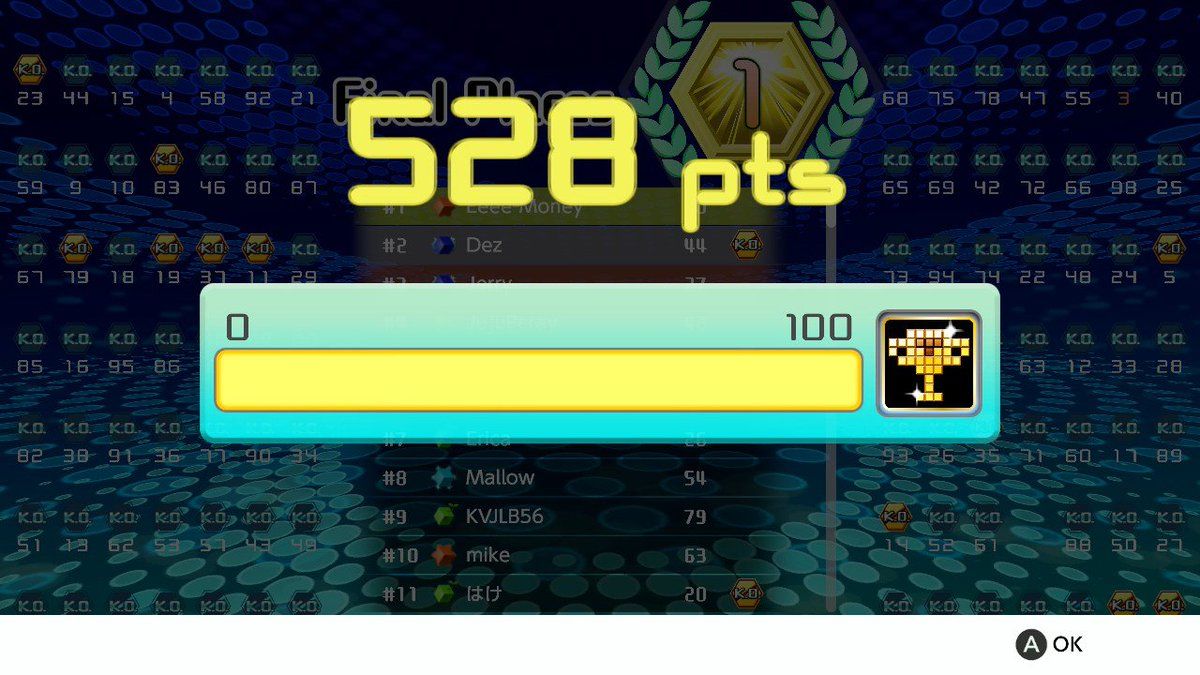 K.O. K.O. K.O. K.O. K.O. K.O. K.O.
23 44 15 4 58 92 21
Final Places
1
K.O. K.O. K.O. K.O. K.O. K.O. K.O.
68 75 78 47 55 3 40
528 pts
K.O. K.O. K.O. K.O. K.O. K.O. K.O.
59 9 10 83 46 80 87
K.O. K.O. K.O. K.O. K.O. K.O. K.O.
65 69 42 72 66 98 25
#1 Leee Money
#2 Dez 44 K.O.
K.O. K.O. K.O. K.O. K.O. K.O. K.O.
67 79 18 19 37 11 29
K.O. K.O. K.O. K.O. K.O. K.O. K.O.
73 94 74 22 48 24 5
Jerry
0 100
K.O. K.O. K.O. K.O.
85 16 95 86
K.O. K.O. K.O. K.O.
63 12 33 28
K.O. K.O. K.O. K.O. K.O. K.O. K.O.
82 38 91 36 77 90 34
K.O. K.O. K.O. K.O. K.O. K.O.
93 26 35 71 60 17 89
#7 Erica 26
#8 Mallow 54
#9 KVJLB56 79
K.O. K.O. K.O. K.O. K.O. K.O. K.O.
51 13 62 53 57 43 49
K.O. K.O. K.O. K.O. K.O. K.O.
14 52 61 88 50 27
#10 mike 63
#11 はけ 20 K.O.
K.O. K.O. K.O. K.O. K.O. K.O. K.O.
K.O. K.O. K.O. K.O. K.O. K.O. K.O.
A OK